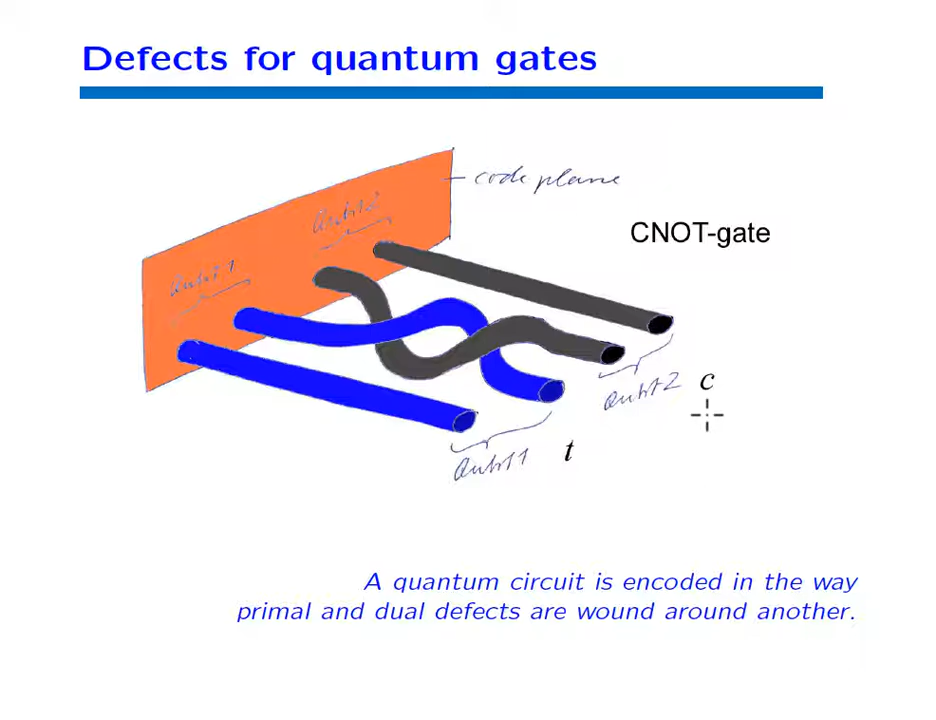 Defects for quantum gates
code plane
Qubit 2
CNOT-gate
Qubit 1
Qubit 2
c
Qubit 1
t
A quantum circuit is encoded in the way
primal and dual defects are wound around another.